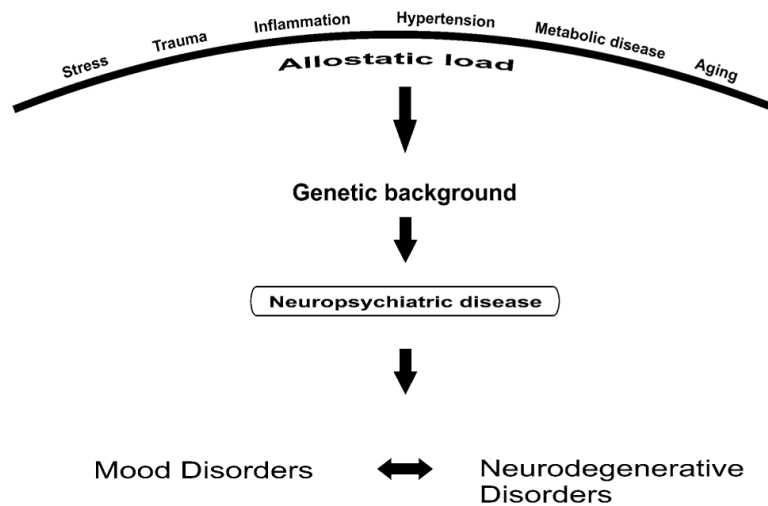 Stress
Trauma
Inflammation
Hypertension
Metabolic disease
Aging
Allostatic load
Genetic background
Neuropsychiatric disease
Mood Disorders
Neurodegenerative
Disorders